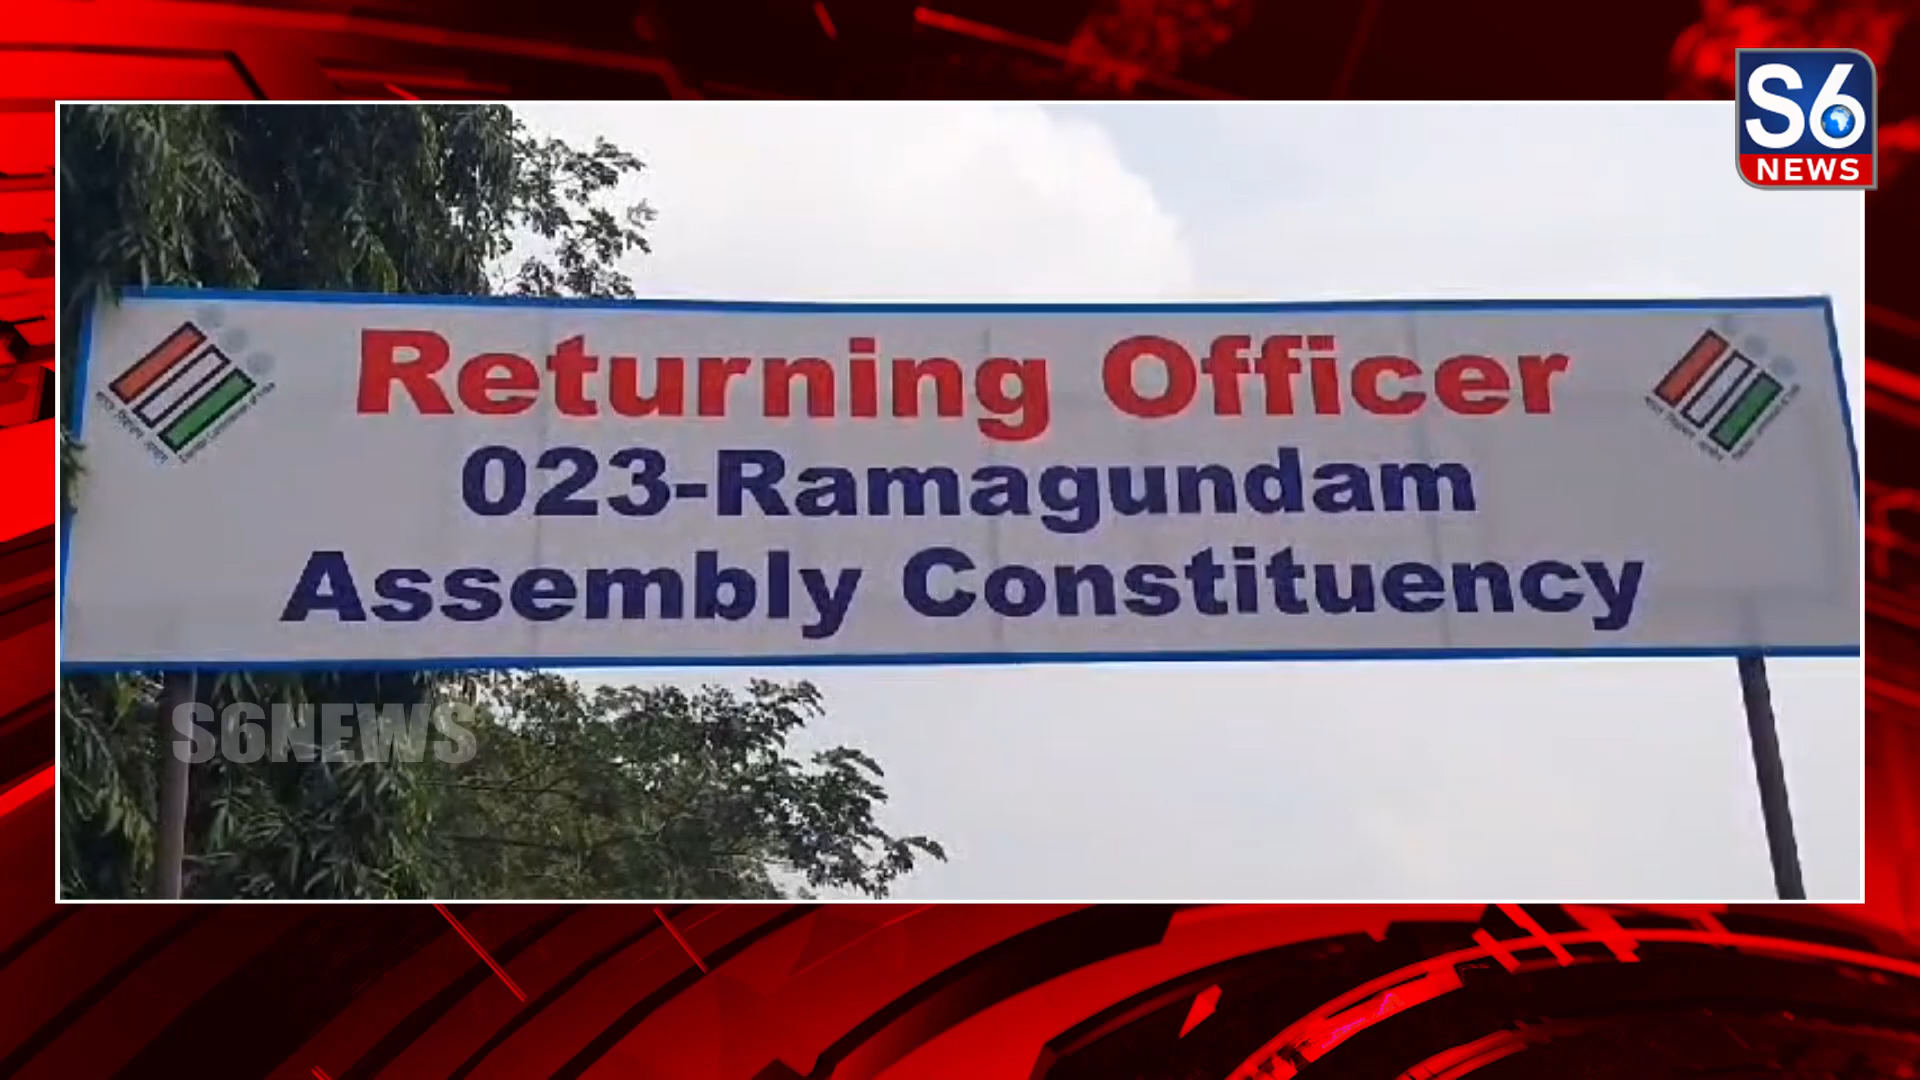 S6
NEWS
Returning Officer
023-Ramagundam
Assembly Constituency
S6NEWS